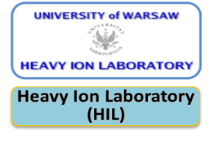 UNIVERSITY of WARSAW
HEAVY ION LABORATORY
Heavy Ion Laboratory
(HIL)